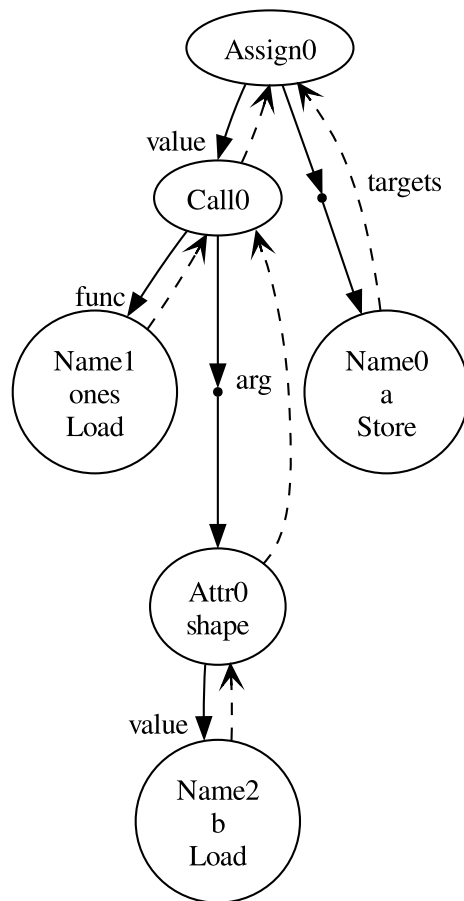 Assign0
value
targets
Call0
func
Name1
ones
Load
arg
Name0
a
Store
Attr0
shape
value
Name2
b
Load